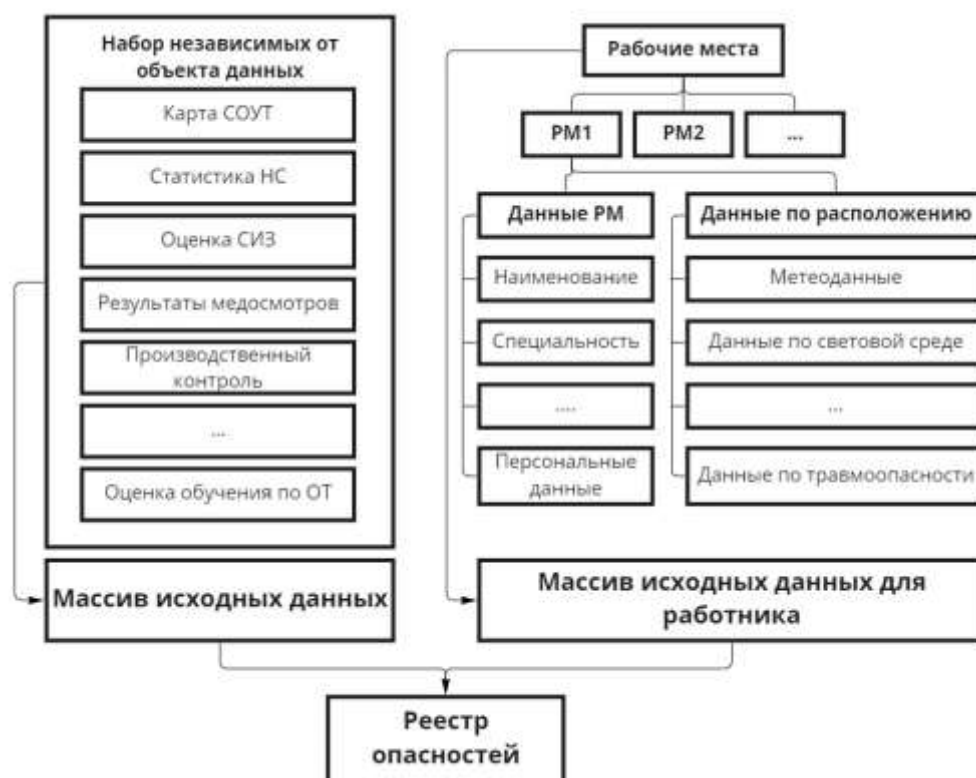 Набор независимых от
объекта данных
Карта СОУТ
Статистика НС
Оценка СИЗ
Результаты медосмотров
Производственный
контроль
...
Оценка обучения по ОТ
Массив исходных данных
Рабочие места
РМ1
РМ2
...
Данные РМ
Наименование
Специальность
....
Персональные
данные
Данные по расположению
Метеоданные
Данные по световой среде
...
Данные по травмоопасности
Массив исходных данных для
работника
Реестр
опасностей